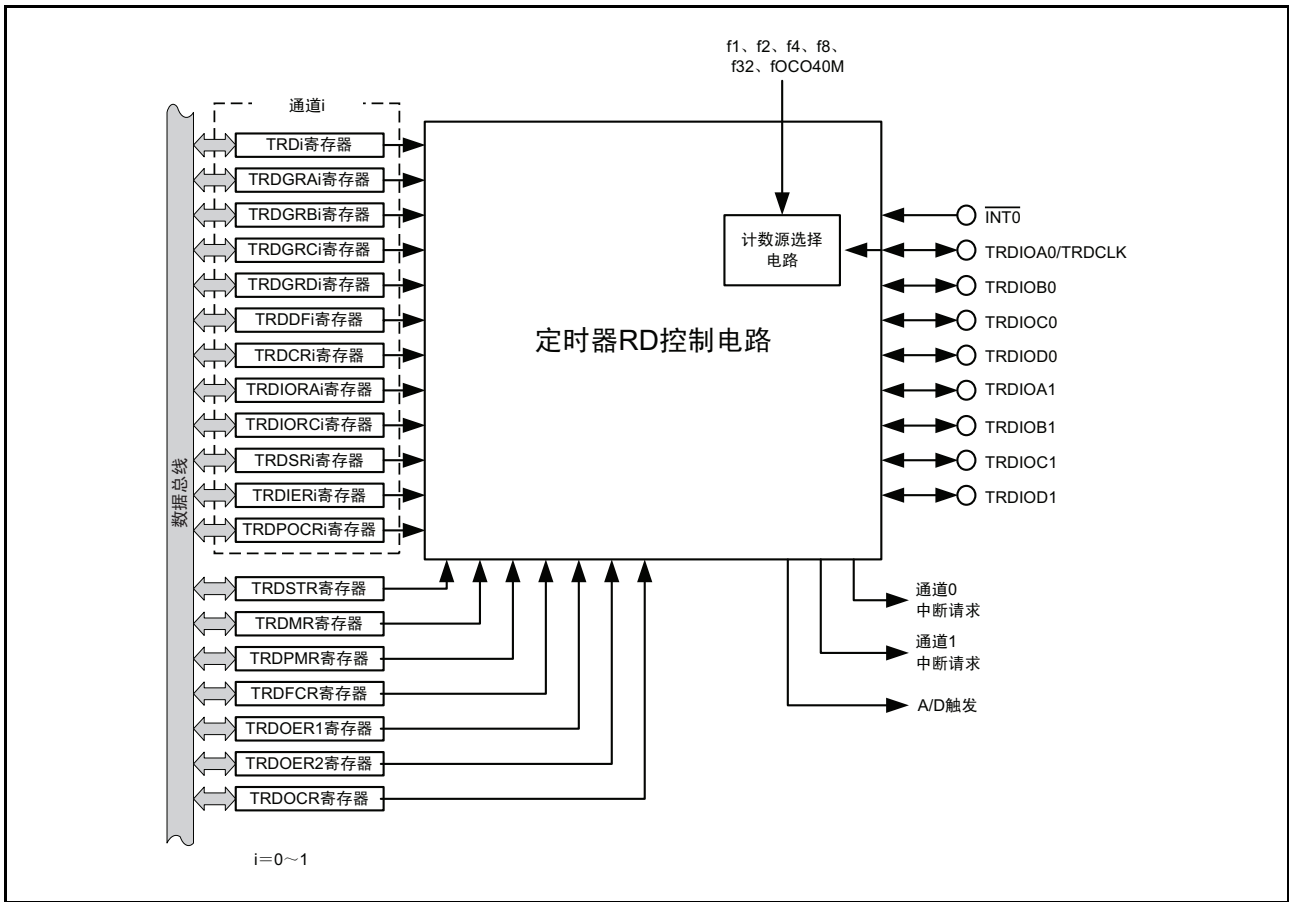 f1、f2、f4、f8、
f32、fOCO40M
通道i
TRDi寄存器
TRDGRAi寄存器
TRDGRBi寄存器
TRDGRCi寄存器
TRDGRDi寄存器
TRDDFi寄存器
TRDCRi寄存器
TRDIORAi寄存器
TRDIORCi寄存器
TRDSRi寄存器
TRDIERi寄存器
TRDPOCRi寄存器
TRDSTR寄存器
TRDMR寄存器
TRDPMR寄存器
TRDFCR寄存器
TRDOER1寄存器
TRDOER2寄存器
TRDOCR寄存器
数据总线
i＝0～1
计数源选择
电路
定时器RD控制电路
INT0
TRDIOA0/TRDCLK
TRDIOB0
TRDIOC0
TRDIOD0
TRDIOA1
TRDIOB1
TRDIOC1
TRDIOD1
通道0
中断请求
通道1
中断请求
A/D触发